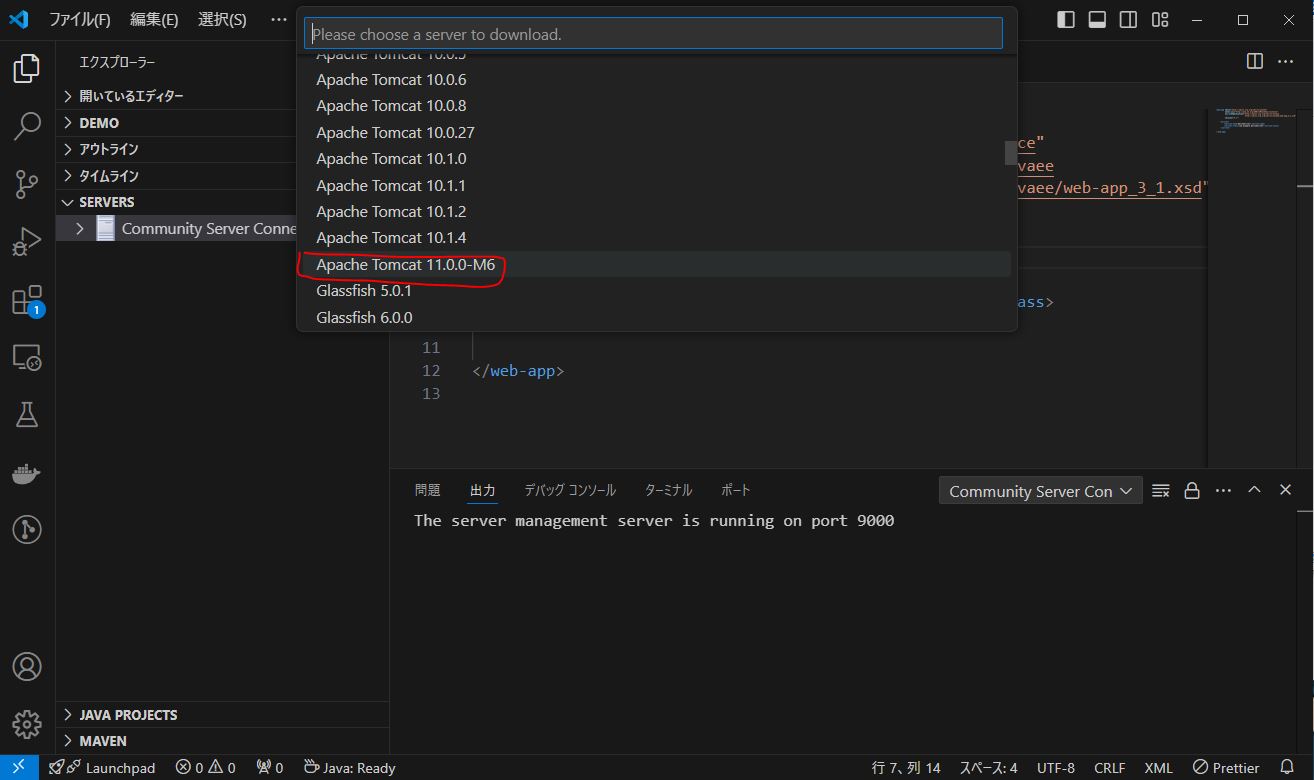 ファイル(F) 編集(E) 選択(S) ···
Please choose a server to download.
Apache Tomcat 10.0.5
Apache Tomcat 10.0.6
Apache Tomcat 10.0.8
Apache Tomcat 10.0.27
Apache Tomcat 10.1.0
Apache Tomcat 10.1.1
Apache Tomcat 10.1.2
Apache Tomcat 10.1.4
Apache Tomcat 11.0.0-M6
Glassfish 5.0.1
Glassfish 6.0.0
エクスプローラー
開いているエディター
DEMO
アウトライン
タイムライン
SERVERS
Community Server Conne
1
JAVA PROJECTS
MAVEN
ce"
vaee
vaee/web-app_3_1.xsd"
ass>
11
12 </web-app>
13
問題 出力 デバッグ コンソール ターミナル ポート
Community Server Con
The server management server is running on port 9000
Launchpad 0 0 0 Java: Ready
行 7、列 14 スペース: 4 UTF-8 CRLF XML Prettier